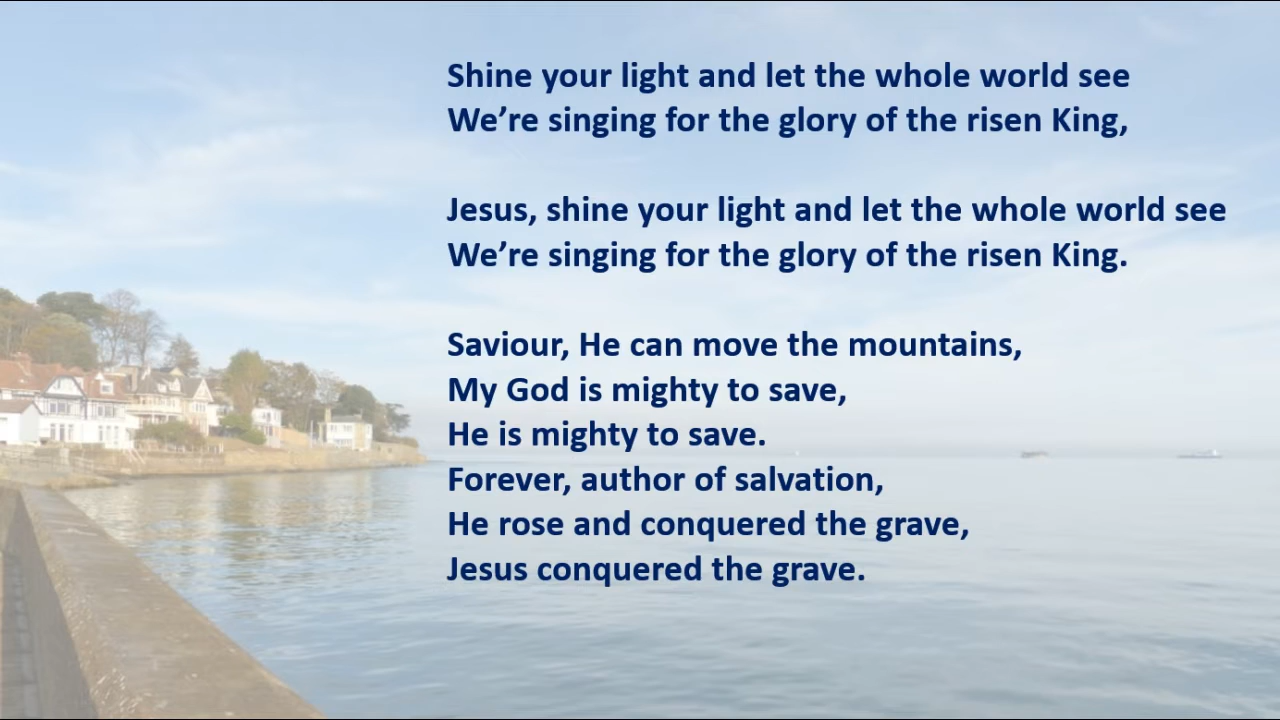 Shine your light and let the whole world see
We’re singing for the glory of the risen King,
Jesus, shine your light and let the whole world see
We’re singing for the glory of the risen King.
Saviour, He can move the mountains,
My God is mighty to save,
He is mighty to save.
Forever, author of salvation,
He rose and conquered the grave,
Jesus conquered the grave.